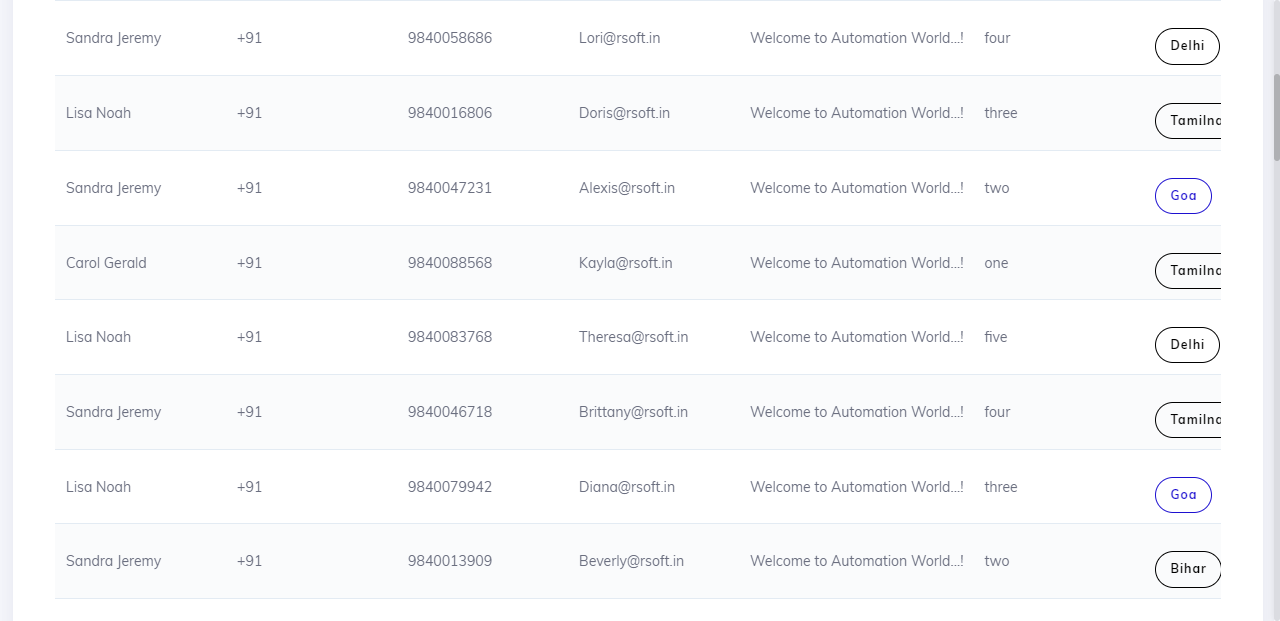 Sandra Jeremy +91 9840058686 Lori@rsoft.in Welcome to Automation World...! four Delhi
Lisa Noah +91 9840016806 Doris@rsoft.in Welcome to Automation World...! three
Sandra Jeremy +91 9840047231 Alexis@rsoft.in Welcome to Automation World...! two Goa
Carol Gerald +91 9840088568 Kayla@rsoft.in Welcome to Automation World...! one
Lisa Noah +91 9840083768 Theresa@rsoft.in Welcome to Automation World...! five Delhi
Sandra Jeremy +91 9840046718 Brittany@rsoft.in Welcome to Automation World...! four
Lisa Noah +91 9840079942 Diana@rsoft.in Welcome to Automation World...! three Goa
Sandra Jeremy +91 9840013909 Beverly@rsoft.in Welcome to Automation World...! two Bihar